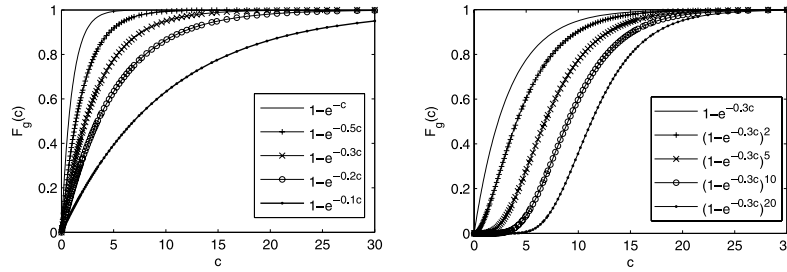 1
0.8
0.6
0.4
0.2
0
F_g(c)
0 5 10 15 20 25 30
c
1−e^{−c}
1−e^{−0.5c}
1−e^{−0.3c}
1−e^{−0.2c}
1−e^{−0.1c}
1
0.8
0.6
0.4
0.2
0
F_g(c)
0 5 10 15 20 25 30
c
1−e^{−0.3c}
(1−e^{−0.3c})^2
(1−e^{−0.3c})^5
(1−e^{−0.3c})^{10}
(1−e^{−0.3c})^{20}